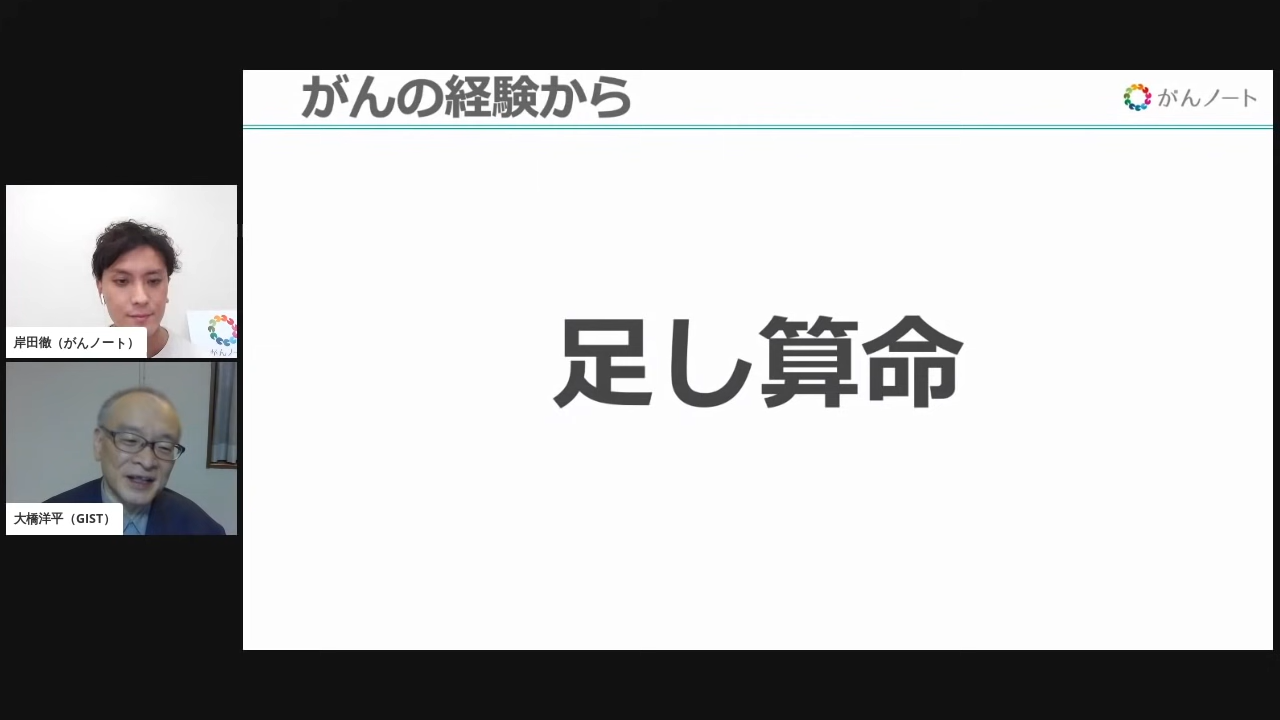 がんの経験から
がんノート
足し算命
岸田徹（がんノート）
大橋洋平（GIST）